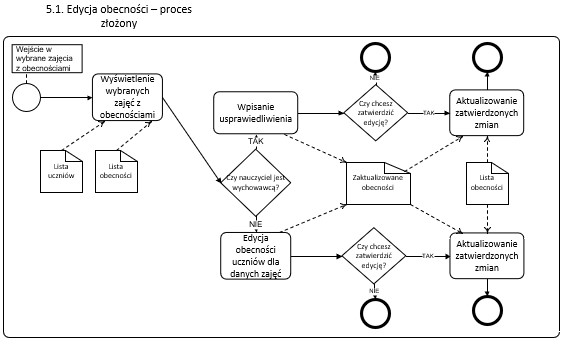 5.1. Edycja obecności – proces
złożony
Wejście w
wybrane zajęcia
z obecnościami
Wyświetlenie
wybranych
zajęć z
obecnościami
Lista
uczniów
Lista
obecności
Wpisanie
usprawiedliwienia
TAK
Czy nauczyciel jest
wychowawcą?
NIE
Edycja
obecności
uczniów dla
danych zajęć
NIE
Czy chcesz
zatwierdzić
edycję?
TAK
Aktualizowanie
zatwierdzonych
zmian
Zaktualizowane
obecności
Lista
obecności
Czy chcesz
zatwierdzić
edycję?
TAK
NIE
Aktualizowanie
zatwierdzonych
zmian